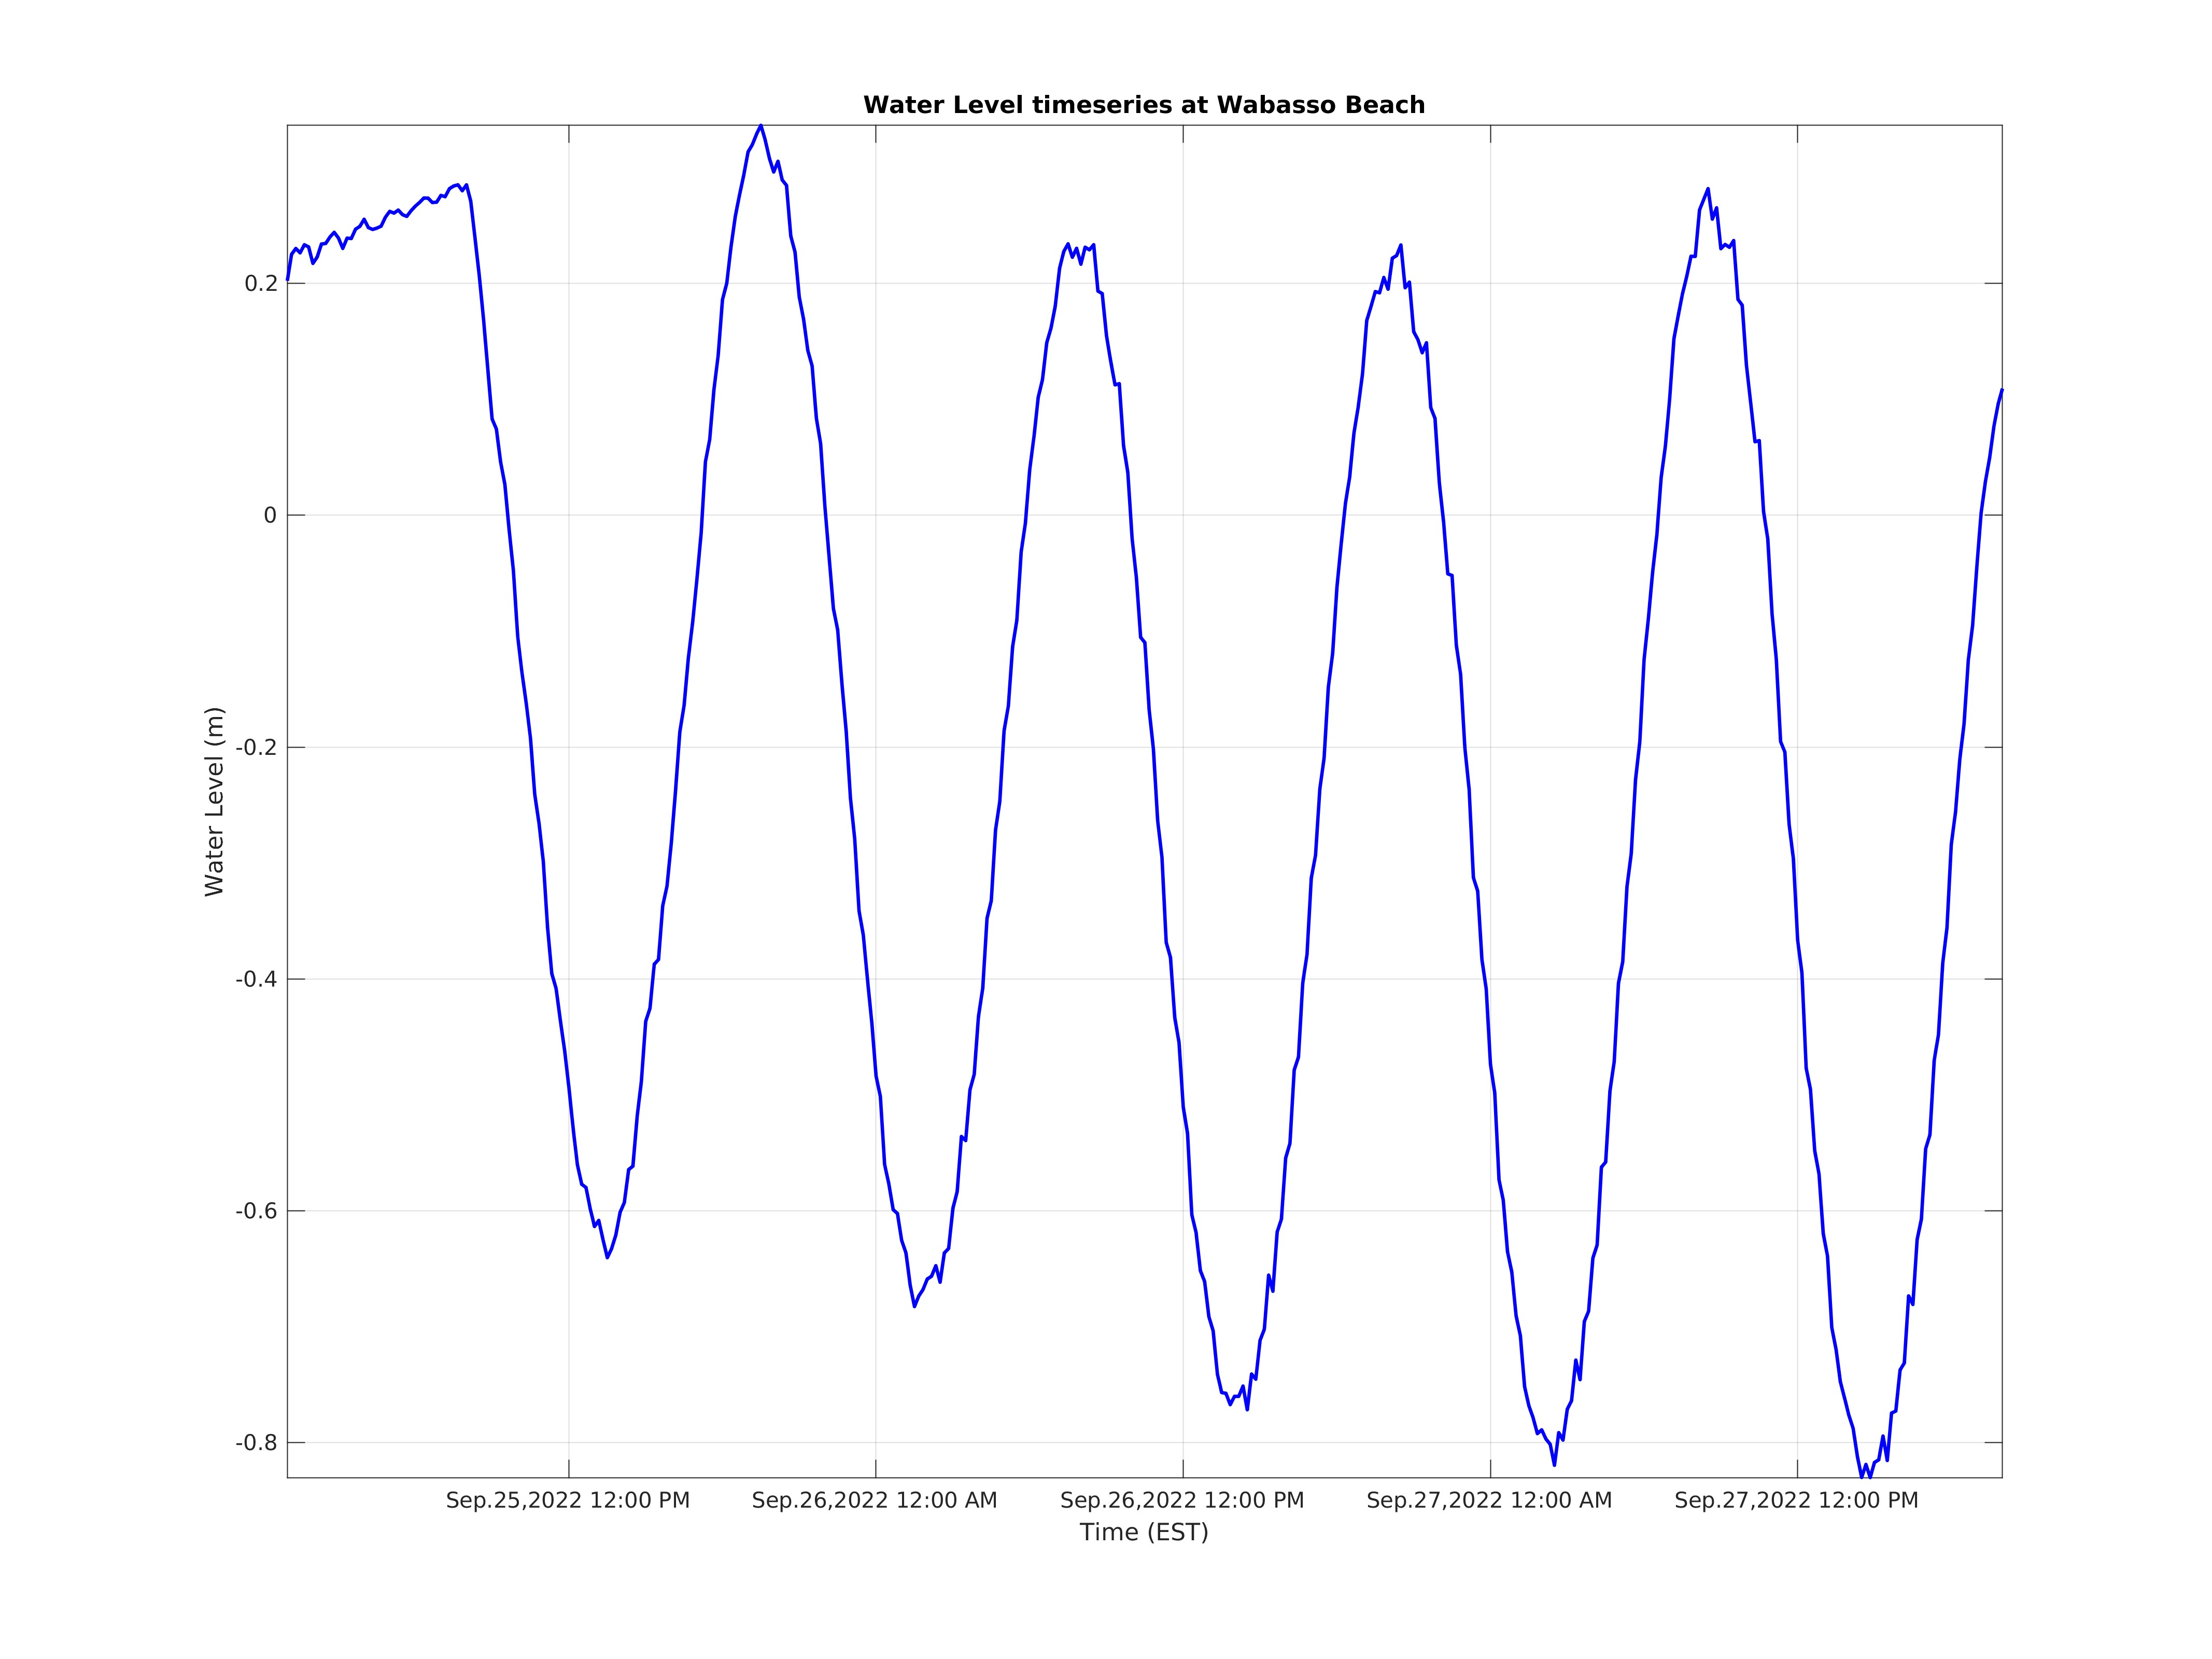 Water Level timeseries at Wabasso Beach
0.2
0
-0.2
-0.4
-0.6
-0.8
Water Level (m)
Sep.25,2022 12:00 PM
Sep.26,2022 12:00 AM
Sep.26,2022 12:00 PM
Sep.27,2022 12:00 AM
Sep.27,2022 12:00 PM
Time (EST)